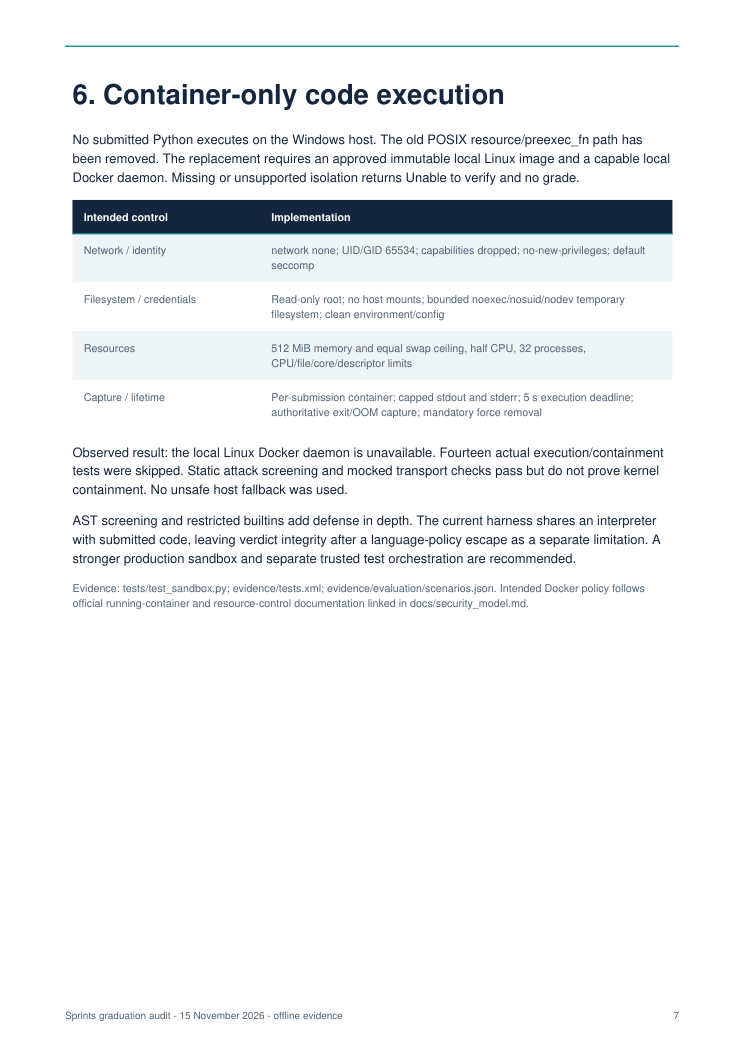 6. Container-only code execution
No submitted Python executes on the Windows host. The old POSIX resource/preexec_fn path has
been removed. The replacement requires an approved immutable local Linux image and a capable local
Docker daemon. Missing or unsupported isolation returns Unable to verify and no grade.
Intended control Implementation
Network / identity network none; UID/GID 65534; capabilities dropped; no-new-privileges; default
seccomp
Filesystem / credentials Read-only root; no host mounts; bounded noexec/nosuid/nodev temporary
filesystem; clean environment/config
Resources 512 MiB memory and equal swap ceiling, half CPU, 32 processes,
CPU/file/core/descriptor limits
Capture / lifetime Per-submission container; capped stdout and stderr; 5 s execution deadline;
authoritative exit/OOM capture; mandatory force removal
Observed result: the local Linux Docker daemon is unavailable. Fourteen actual execution/containment
tests were skipped. Static attack screening and mocked transport checks pass but do not prove kernel
containment. No unsafe host fallback was used.
AST screening and restricted builtins add defense in depth. The current harness shares an interpreter
with submitted code, leaving verdict integrity after a language-policy escape as a separate limitation. A
stronger production sandbox and separate trusted test orchestration are recommended.
Evidence: tests/test_sandbox.py; evidence/tests.xml; evidence/evaluation/scenarios.json. Intended Docker policy follows
official running-container and resource-control documentation linked in docs/security_model.md.
Sprints graduation audit - 15 November 2026 - offline evidence 7